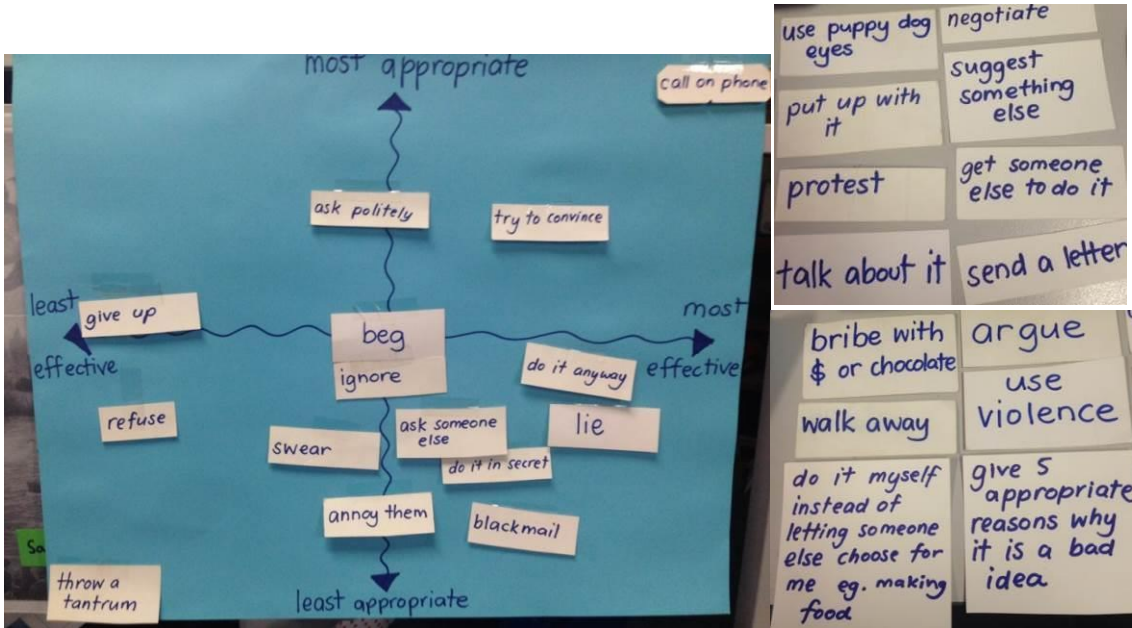 most appropriate
call on phone
ask politely
try to convince
least
give up
effective
beg
most
effective
ignore
do it anyway
refuse
swear
ask someone
else
lie
do it in secret
annoy them
blackmail
throw a
tantrum
least appropriate
use puppy dog
eyes
negotiate
put up with
it
suggest
something
else
protest
get someone
else to do it
talk about it
send a letter
bribe with
$ or chocolate
argue
walk away
use
violence
do it myself
instead of
letting someone
else choose for
me eg. making
food
give 5
appropriate
reasons why
it is a bad
idea